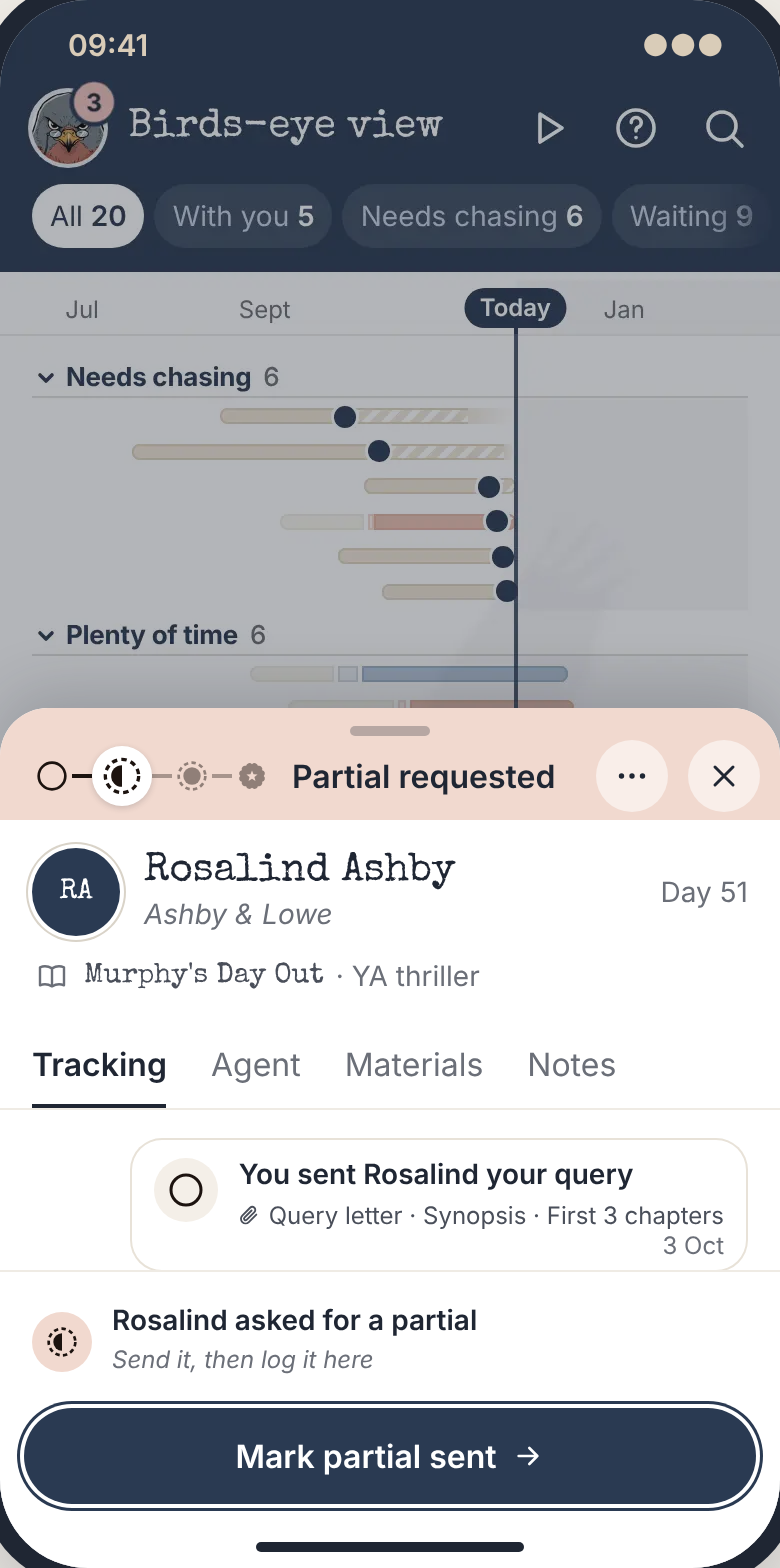 09:41
3
Birds-eye view
All 20 With you 5 Needs chasing 6 Waiting 9
Jul Sept Today Jan
Needs chasing 6
Plenty of time 6
Partial requested
RA
Rosalind Ashby
Ashby & Lowe
Day 51
Murphy's Day Out · YA thriller
Tracking Agent Materials Notes
You sent Rosalind your query
Query letter · Synopsis · First 3 chapters
3 Oct
Rosalind asked for a partial
Send it, then log it here
Mark partial sent →